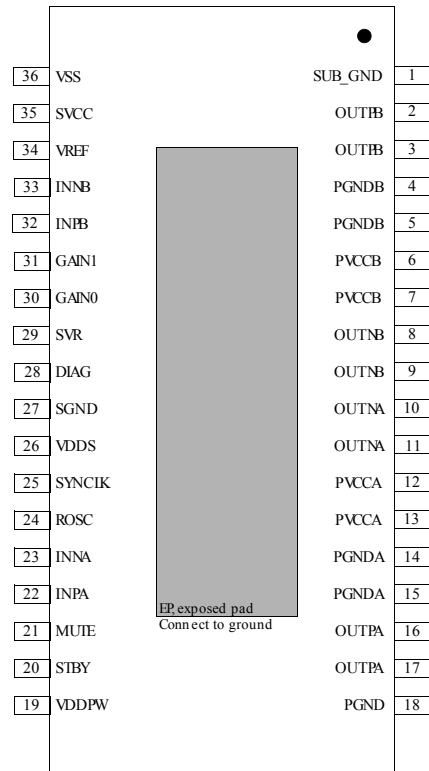 36 VSS SUB_GND 1
35 SVCC OUTPB 2
34 VREF OUTPB 3
33 INNB PGNDB 4
32 INPB PGNDB 5
31 GAIN1 PVCCB 6
30 GAIN0 PVCCB 7
29 SVR OUTNB 8
28 DIAG OUTNB 9
27 SGND OUTNA 10
26 VDDS OUTNA 11
25 SYNCLK PVCCA 12
24 ROSC PVCCA 13
23 INNA PGNDA 14
22 INPA PGNDA 15
EP, exposed pad
Connect to ground
21 MUTE OUTPA 16
20 STBY OUTPA 17
19 VDDPW PGND 18